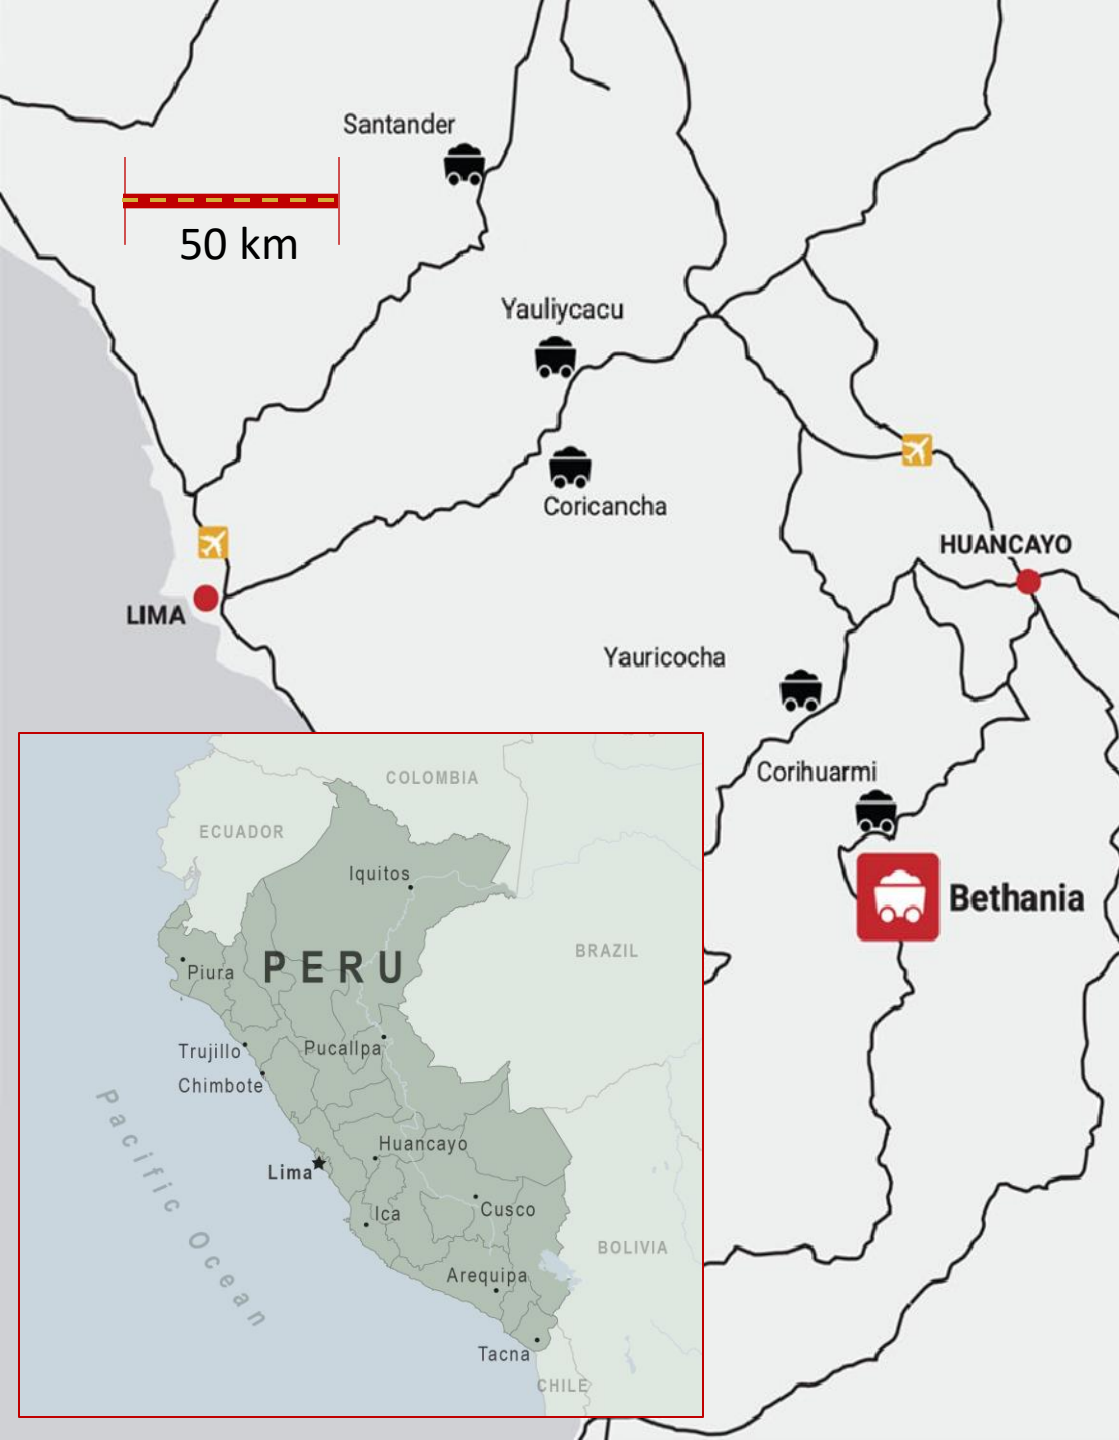 Santander
50 km
Yauliycacu
Coricancha
HUANCAYO
LIMA
Yauricocha
Corihuarmi
Bethania
COLOMBIA
ECUADOR
Iquitos
PERU
BRAZIL
Piura
Trujillo
Pucallpa
Chimbote
Pacific Ocean
Huancayo
Lima
Ica
Cusco
BOLIVIA
Arequipa
Tacna
CHILE